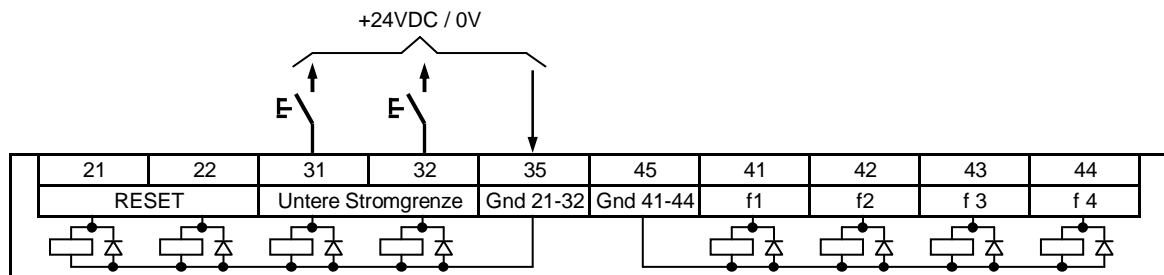 +24VDC / 0V
21 22 31 32 35 45 41 42 43 44
RESET Untere Stromgrenze Gnd 21-32 Gnd 41-44 f1 f2 f 3 f 4